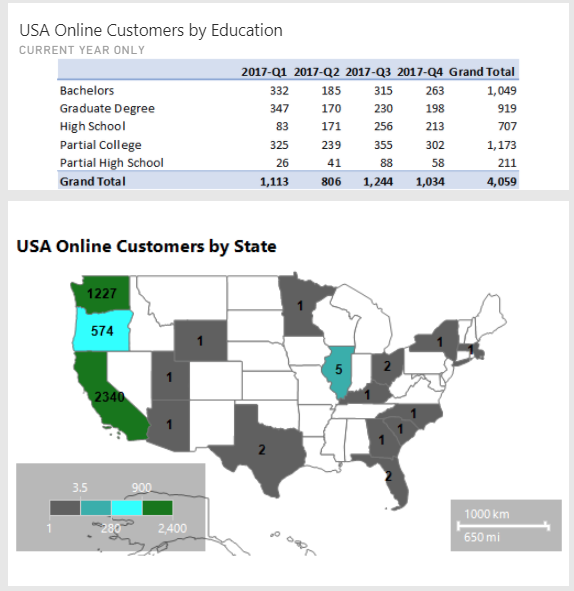 USA Online Customers by Education
CURRENT YEAR ONLY
2017-Q1 2017-Q2 2017-Q3 2017-Q4 Grand Total
Bachelors 332 185 315 263 1,049
Graduate Degree 347 170 230 198 919
High School 83 171 256 213 707
Partial College 325 239 355 302 1,173
Partial High School 26 41 88 58 211
Grand Total 1,113 806 1,244 1,034 4,059
USA Online Customers by State
1227
1
574
1
1
1
5
2
1
1
2340
1
1
1
1
2
1
2
3.5 900
1 280 2,400
1000 km
650 mi